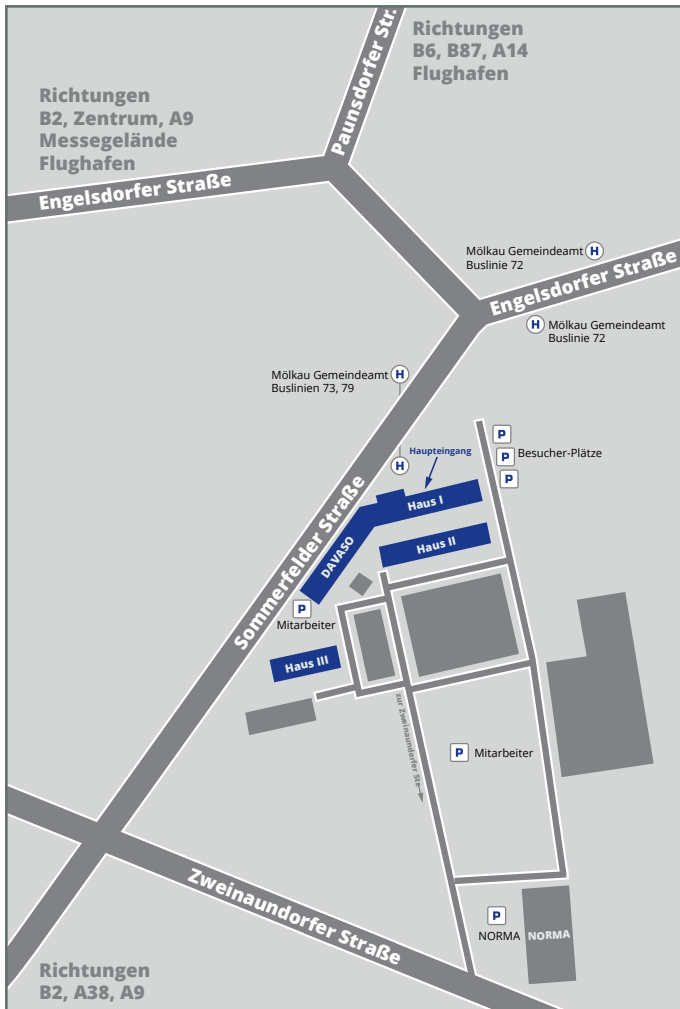 Richtungen
B6, B87, A14
Flughafen
Paunsdorfer Str.
Richtungen
B2, Zentrum, A9
Messegelände
Flughafen
Engelsdorfer Straße
Mölkau Gemeindeamt H
Buslinie 72
Engelsdorfer Straße
H Mölkau Gemeindeamt
Buslinie 72
Mölkau Gemeindeamt H
Buslinien 73, 79
H
Haupteingang
P
P Besucher-Plätze
P
Haus I
DAVASO
Haus II
Sommerfelder Straße
P
Mitarbeiter
Haus III
zur Zweinaundorfer Str.
P Mitarbeiter
Zweinaundorfer Straße
P
NORMA
NORMA
Richtungen
B2, A38, A9